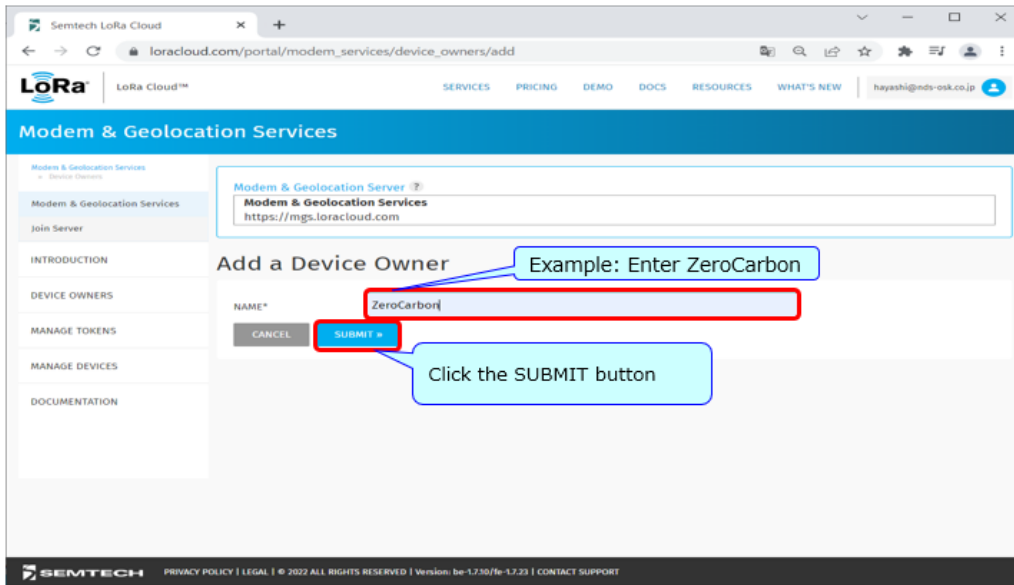 Semtech LoRa Cloud
loracloud.com/portal/modem_services/device_owners/add
LoRa
LoRa Cloud™
SERVICES PRICING DEMO DOCS RESOURCES WHAT'S NEW hayashi@nds-osk.co.jp
Modem & Geolocation Services
Modem & Geolocation Services
» Device Owners
Modem & Geolocation Services
Join Server
INTRODUCTION
DEVICE OWNERS
MANAGE TOKENS
MANAGE DEVICES
DOCUMENTATION
Modem & Geolocation Server ?
Modem & Geolocation Services
https://mgs.loracloud.com
Add a Device Owner
Example: Enter ZeroCarbon
NAME* ZeroCarbon
CANCEL SUBMIT »
Click the SUBMIT button
SEMTECH PRIVACY POLICY | LEGAL | © 2022 ALL RIGHTS RESERVED | Version: be-1.7.10/fe-1.7.23 | CONTACT SUPPORT